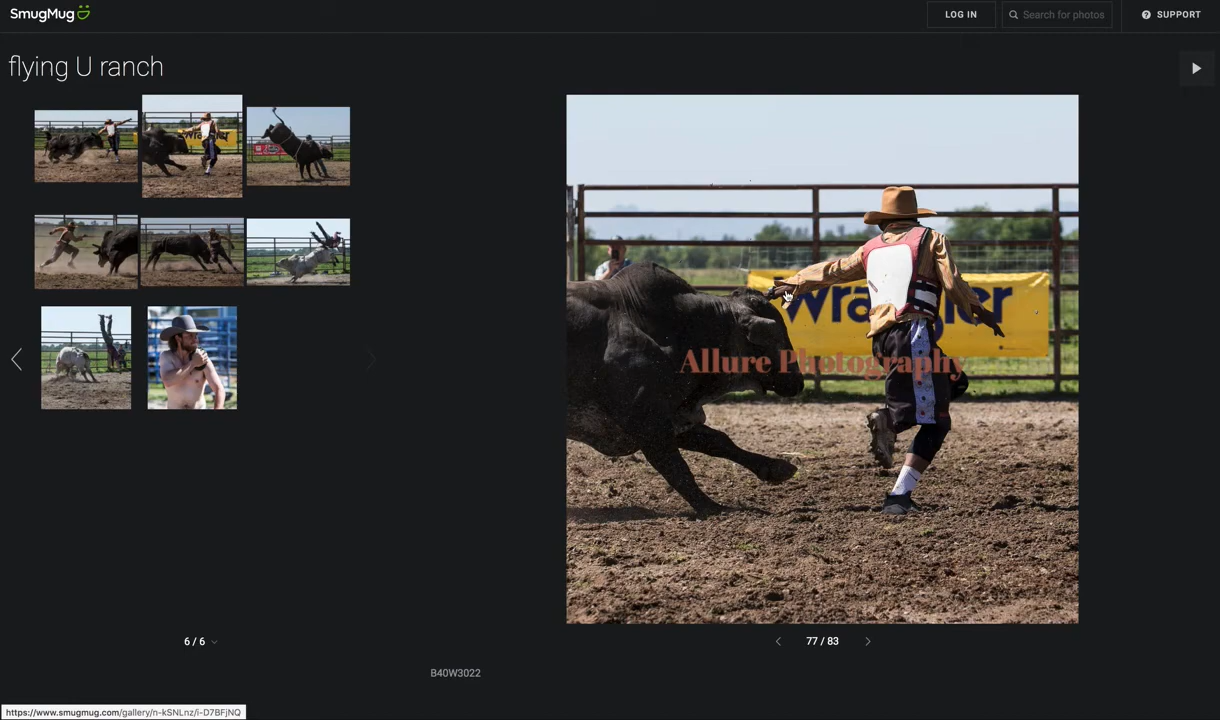 SmugMug
LOG IN
Search for photos
SUPPORT
flying U ranch
Wrangler
Allure Photography
6 / 6
77 / 83
B40W3022
https://www.smugmug.com/gallery/n-kSNLnz/i-D7BFjNQ